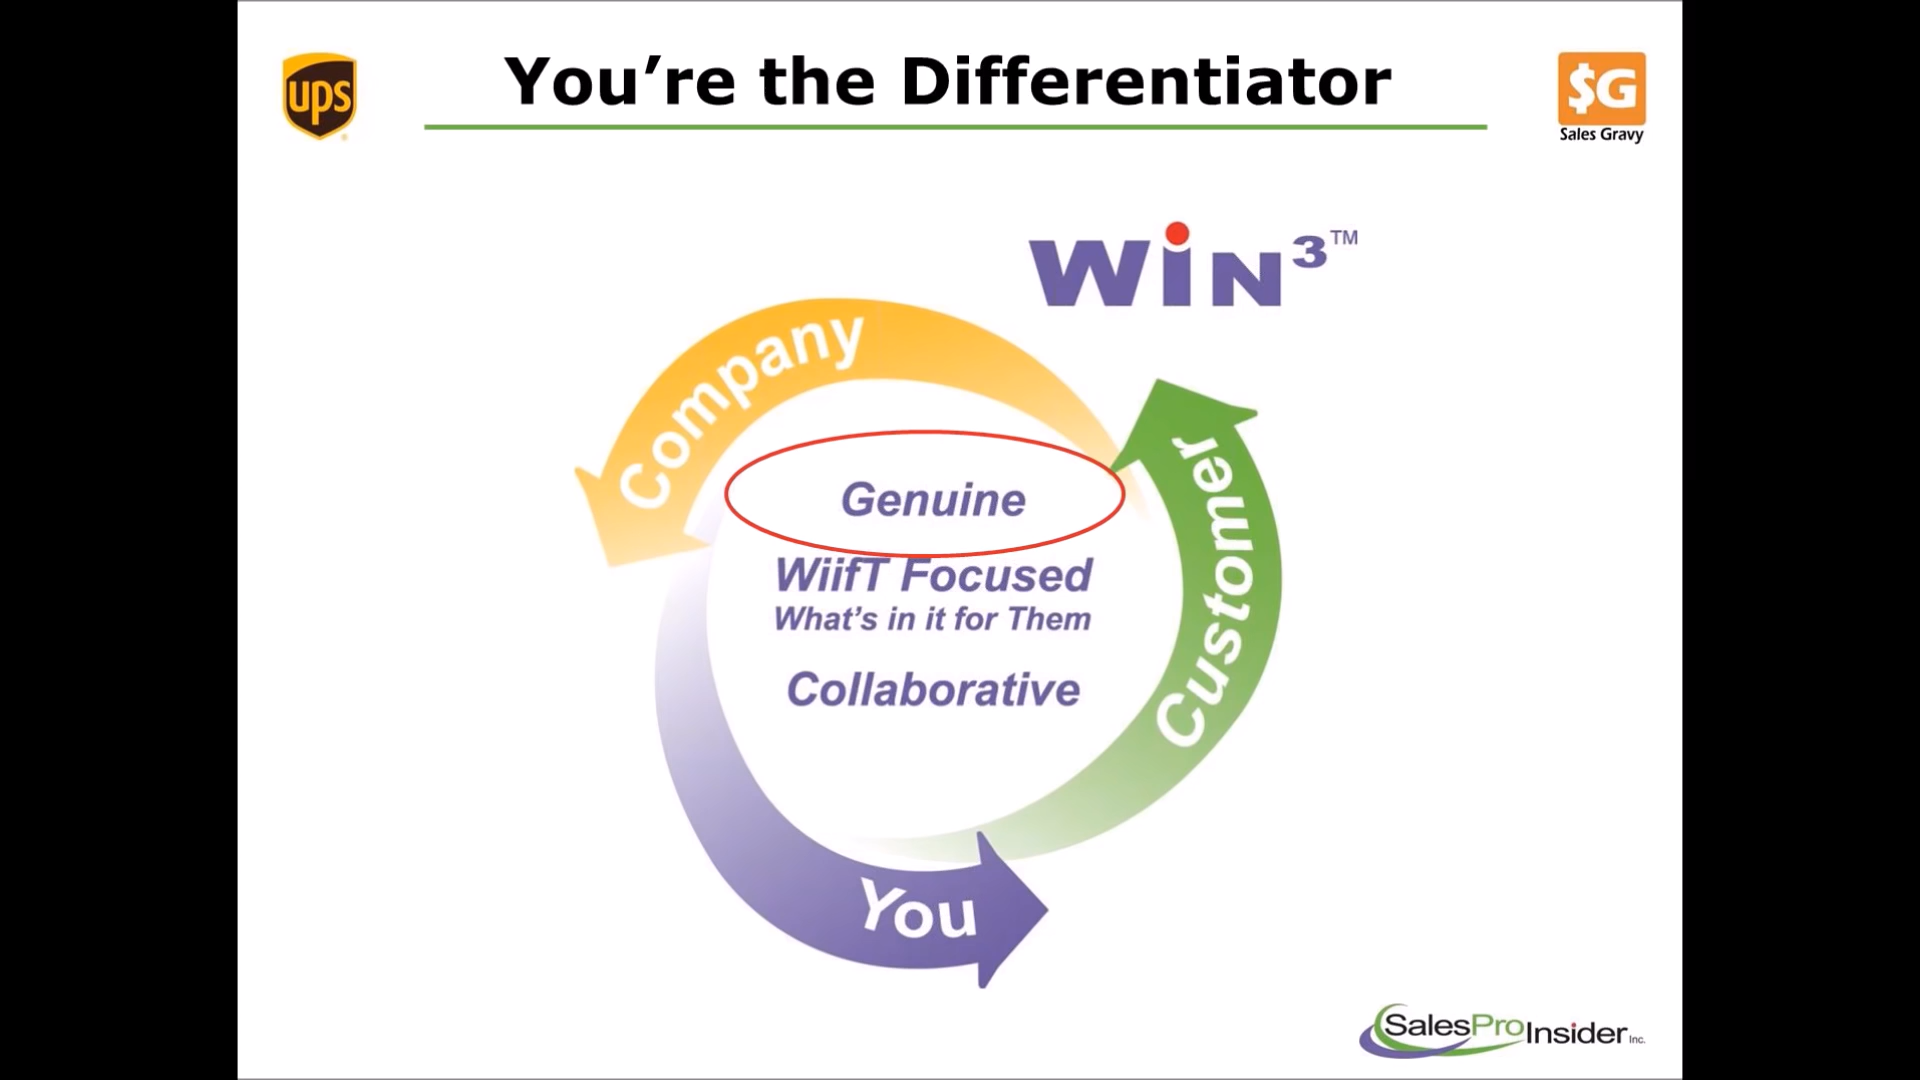 You're the Differentiator
ups
$G
Sales Gravy
WiN³™
Company
Customer
Genuine
WiifT Focused
What's in it for Them
Collaborative
You
SalesProInsider Inc.